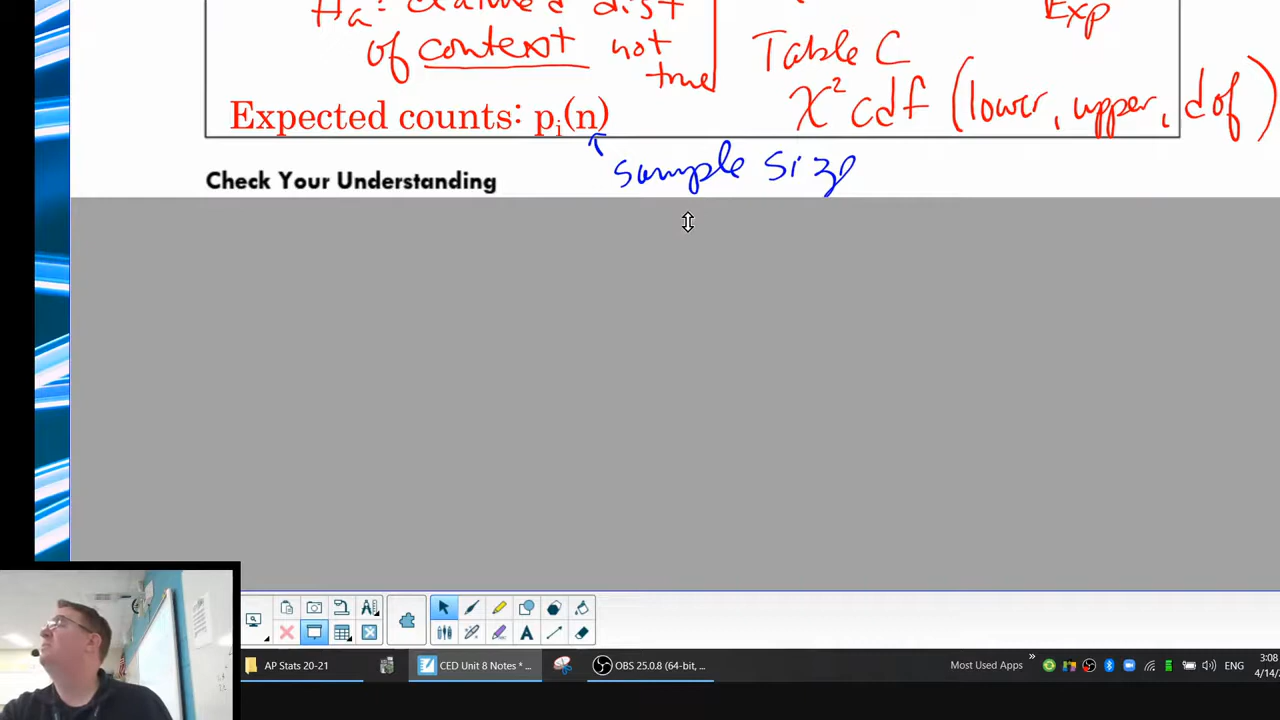 Ha: claimed dist
of context not
true
Exp
Table C
χ²cdf (lower, upper, dof)
Expected counts: pᵢ(n)
sample size
Check Your Understanding
AP Stats 20-21
CED Unit 8 Notes * ...
OBS 25.0.8 (64-bit, ...
Most Used Apps
»
ENG
3:08
4/14/